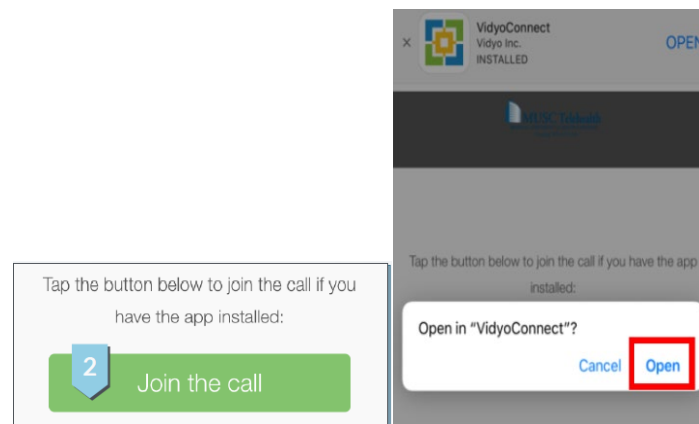 Tap the button below to join the call if you
have the app installed:
2
Join the call
×
VidyoConnect
Vidyo Inc.
INSTALLED
OPEN
MUSC Telehealth
Tap the button below to join the call if you have the app
installed:
Open in “VidyoConnect”?
Cancel
Open